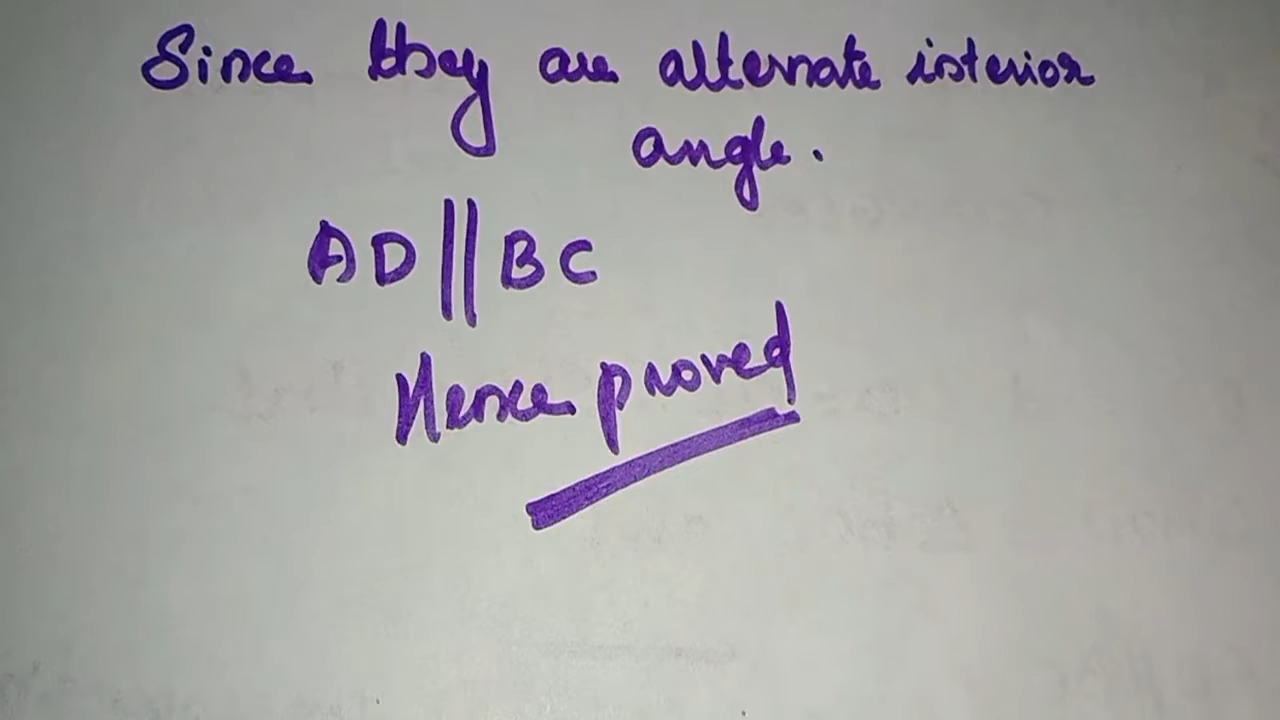 Since they are alternate interior
angle.
AD || BC
Hence proved